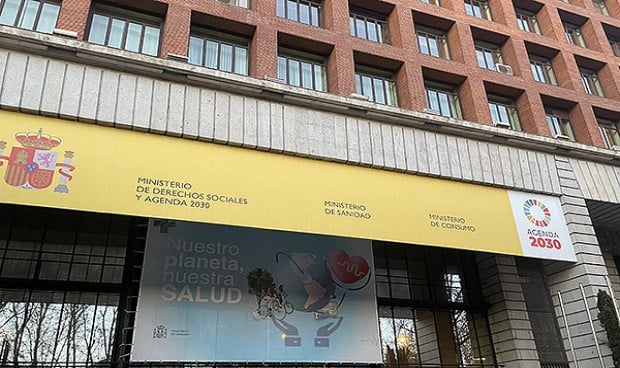 MINISTERIO
DE DERECHOS SOCIALES
Y AGENDA 2030
MINISTERIO
DE SANIDAD
MINISTERIO
DE CONSUMO
AGENDA
2030
Nuestro
planeta,
nuestra
SALUD